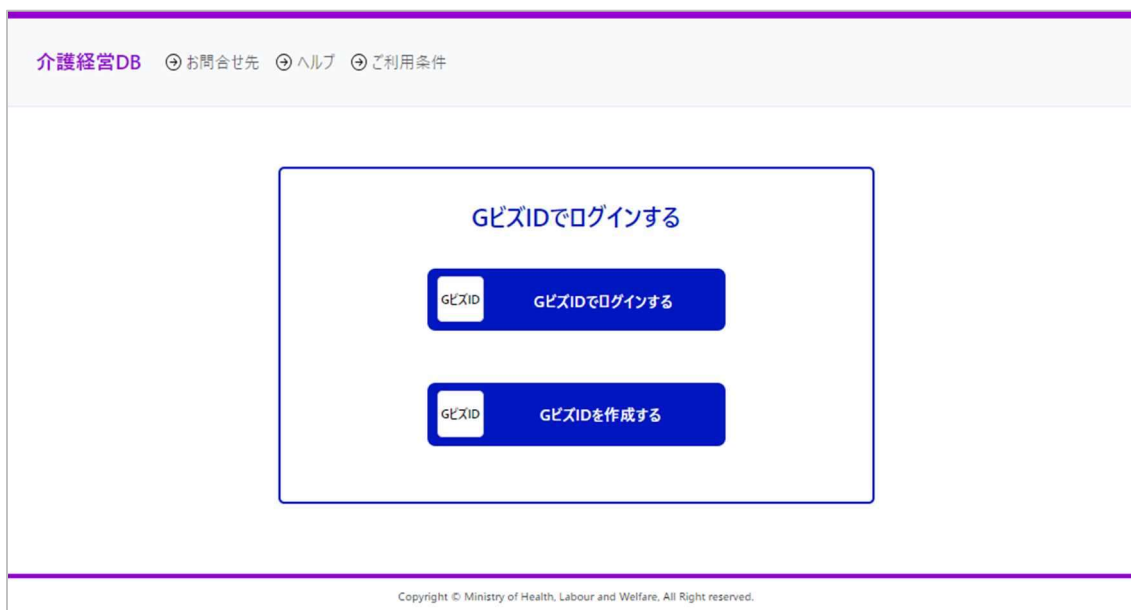 介護経営DB お問合せ先 ヘルプ ご利用条件
GビズIDでログインする
GビズID GビズIDでログインする
GビズID GビズIDを作成する
Copyright © Ministry of Health, Labour and Welfare, All Right reserved.